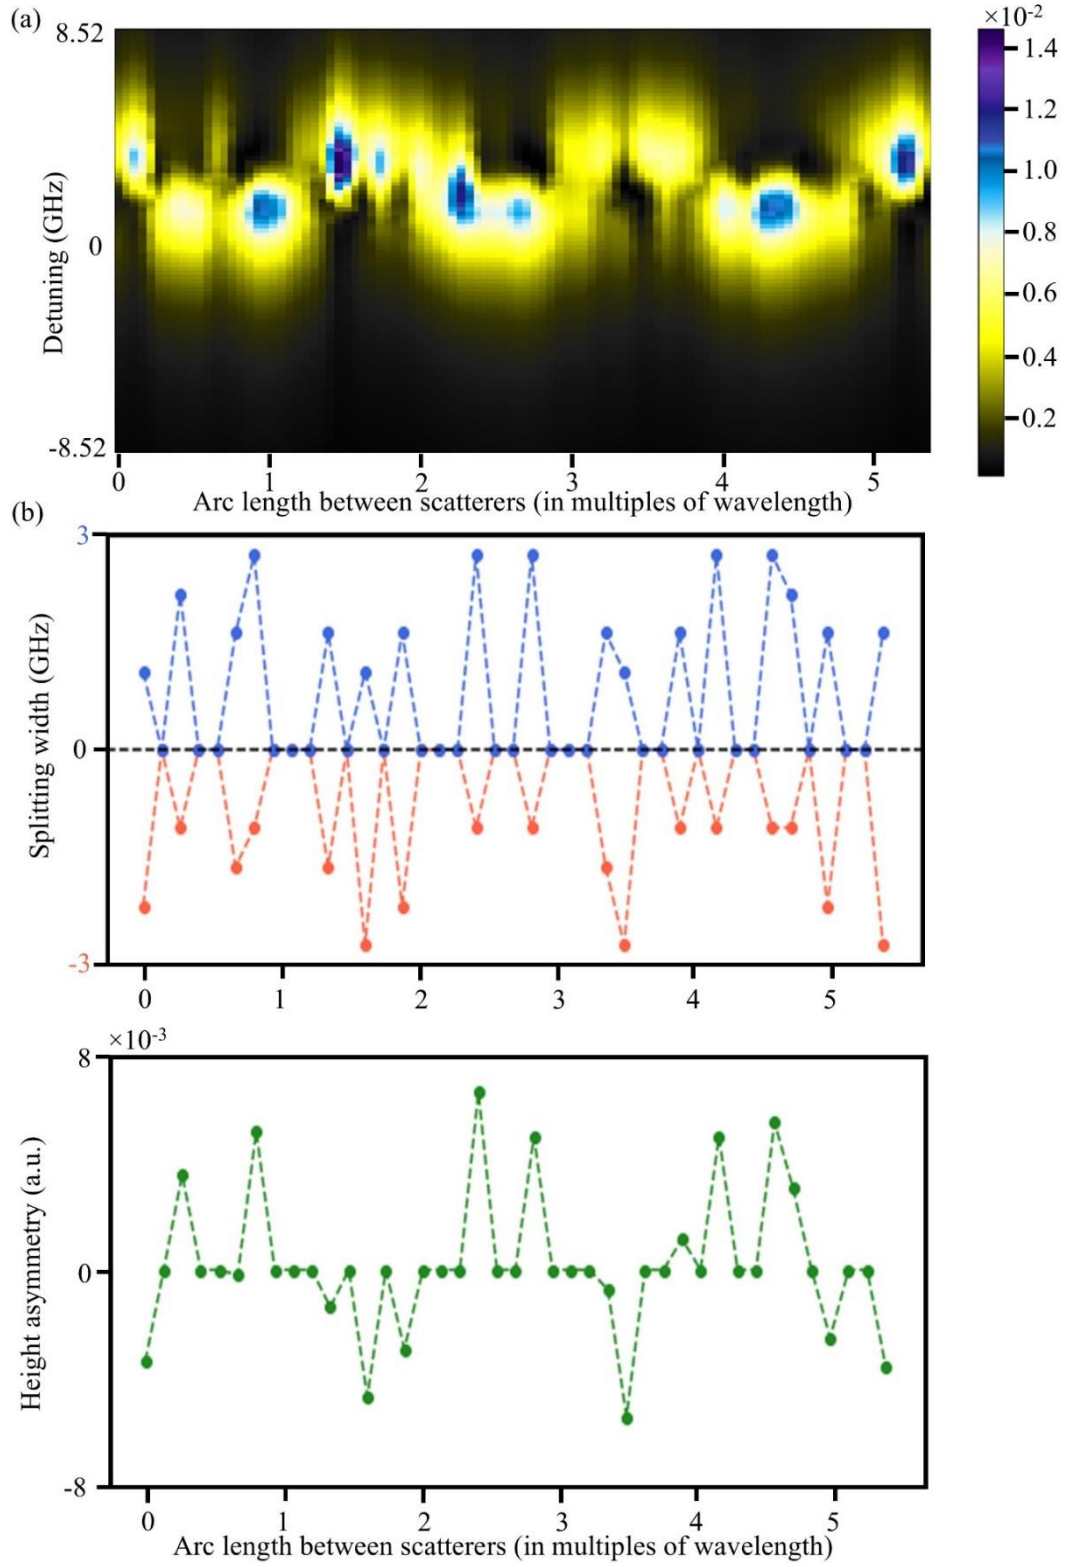 (a)
8.52
0
-8.52
Detuning (GHz)
×10-2
1.4
1.2
1.0
0.8
0.6
0.4
0.2
0 1 2 3 4 5
Arc length between scatterers (in multiples of wavelength)
(b)
3
0
-3
Splitting width (GHz)
0 1 2 3 4 5
×10-3
8
0
-8
Height asymmetry (a.u.)
0 1 2 3 4 5
Arc length between scatterers (in multiples of wavelength)